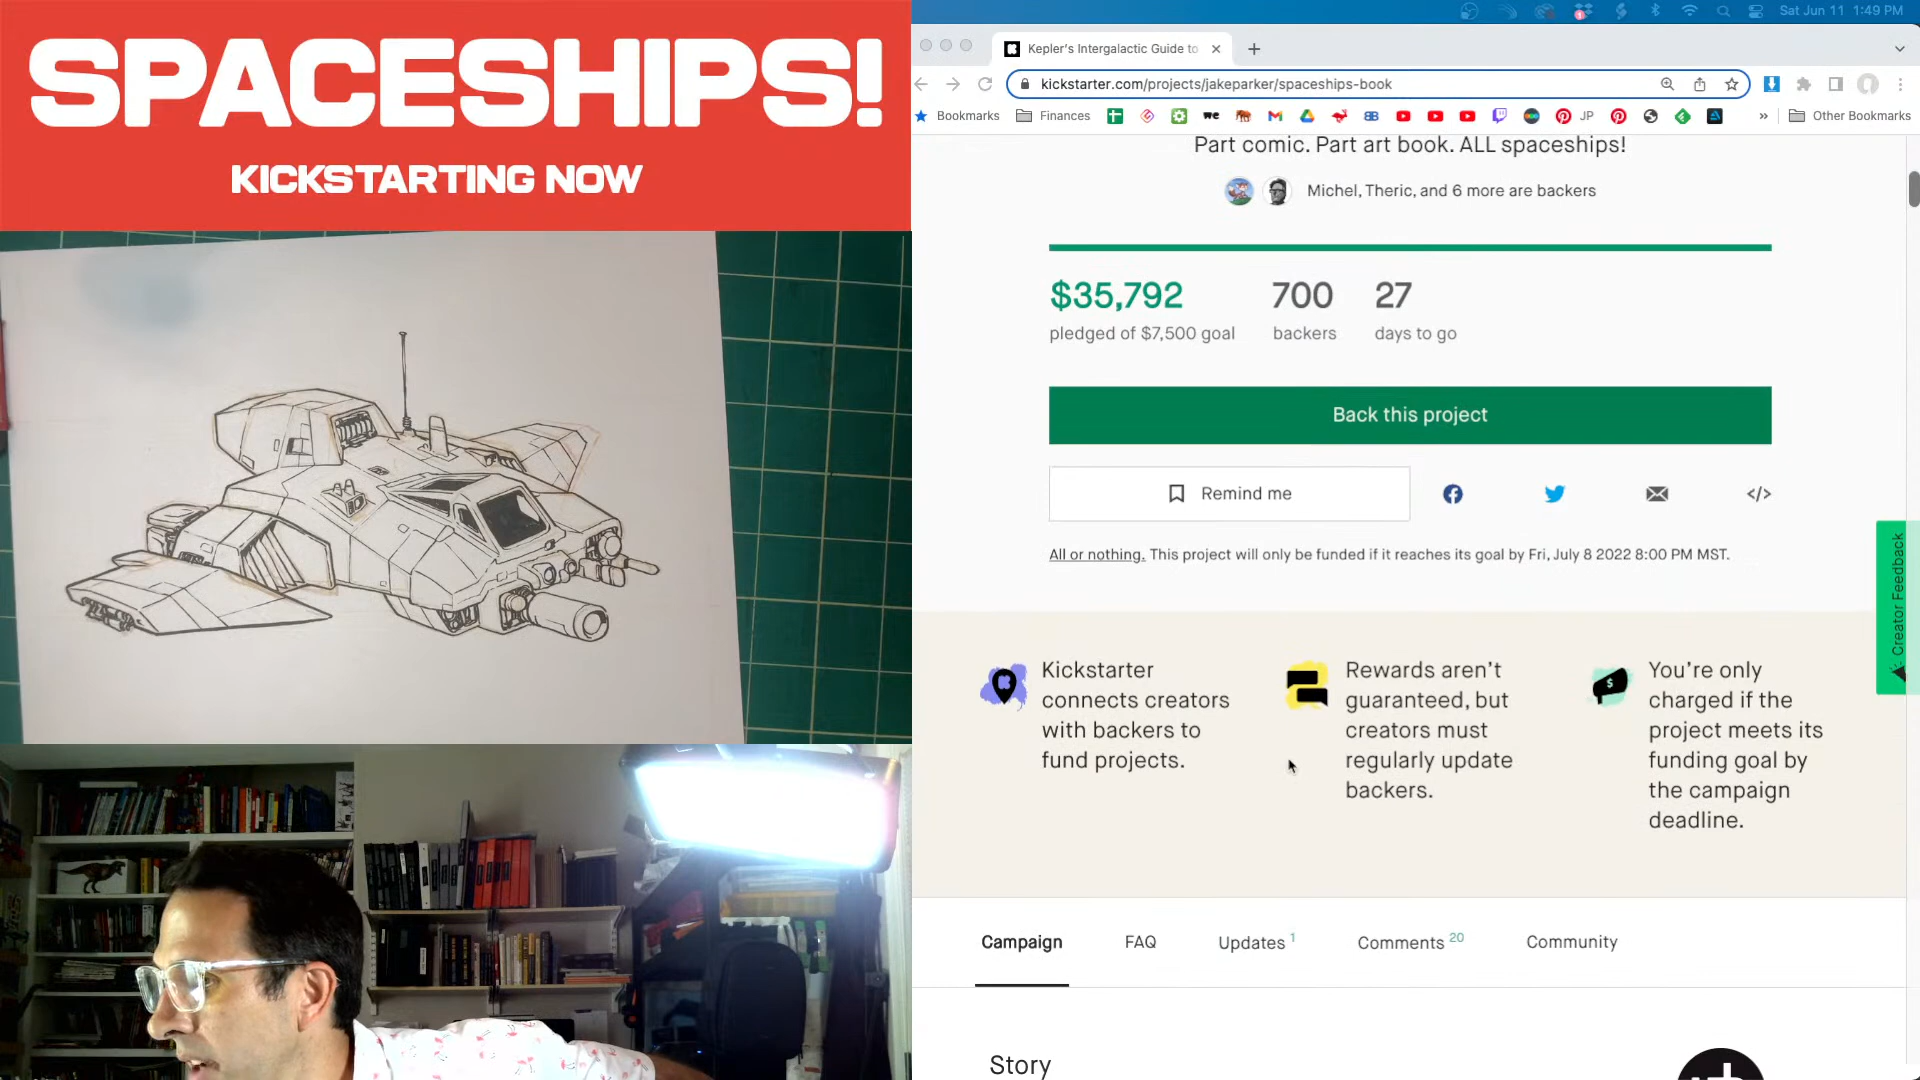 SPACESHIPS!
KICKSTARTING NOW
Sat Jun 11 1:49 PM
Kepler's Intergalactic Guide to
kickstarter.com/projects/jakeparker/spaceships-book
Bookmarks
Finances
JP
Other Bookmarks
Part comic. Part art book. ALL spaceships!
Michel, Theric, and 6 more are backers
$35,792
pledged of $7,500 goal
700
backers
27
days to go
Back this project
Remind me
All or nothing. This project will only be funded if it reaches its goal by Fri, July 8 2022 8:00 PM MST.
Creator Feedback
Kickstarter
connects creators
with backers to
fund projects.
Rewards aren't
guaranteed, but
creators must
regularly update
backers.
You're only
charged if the
project meets its
funding goal by
the campaign
deadline.
Campaign
FAQ
Updates 1
Comments 20
Community
Story